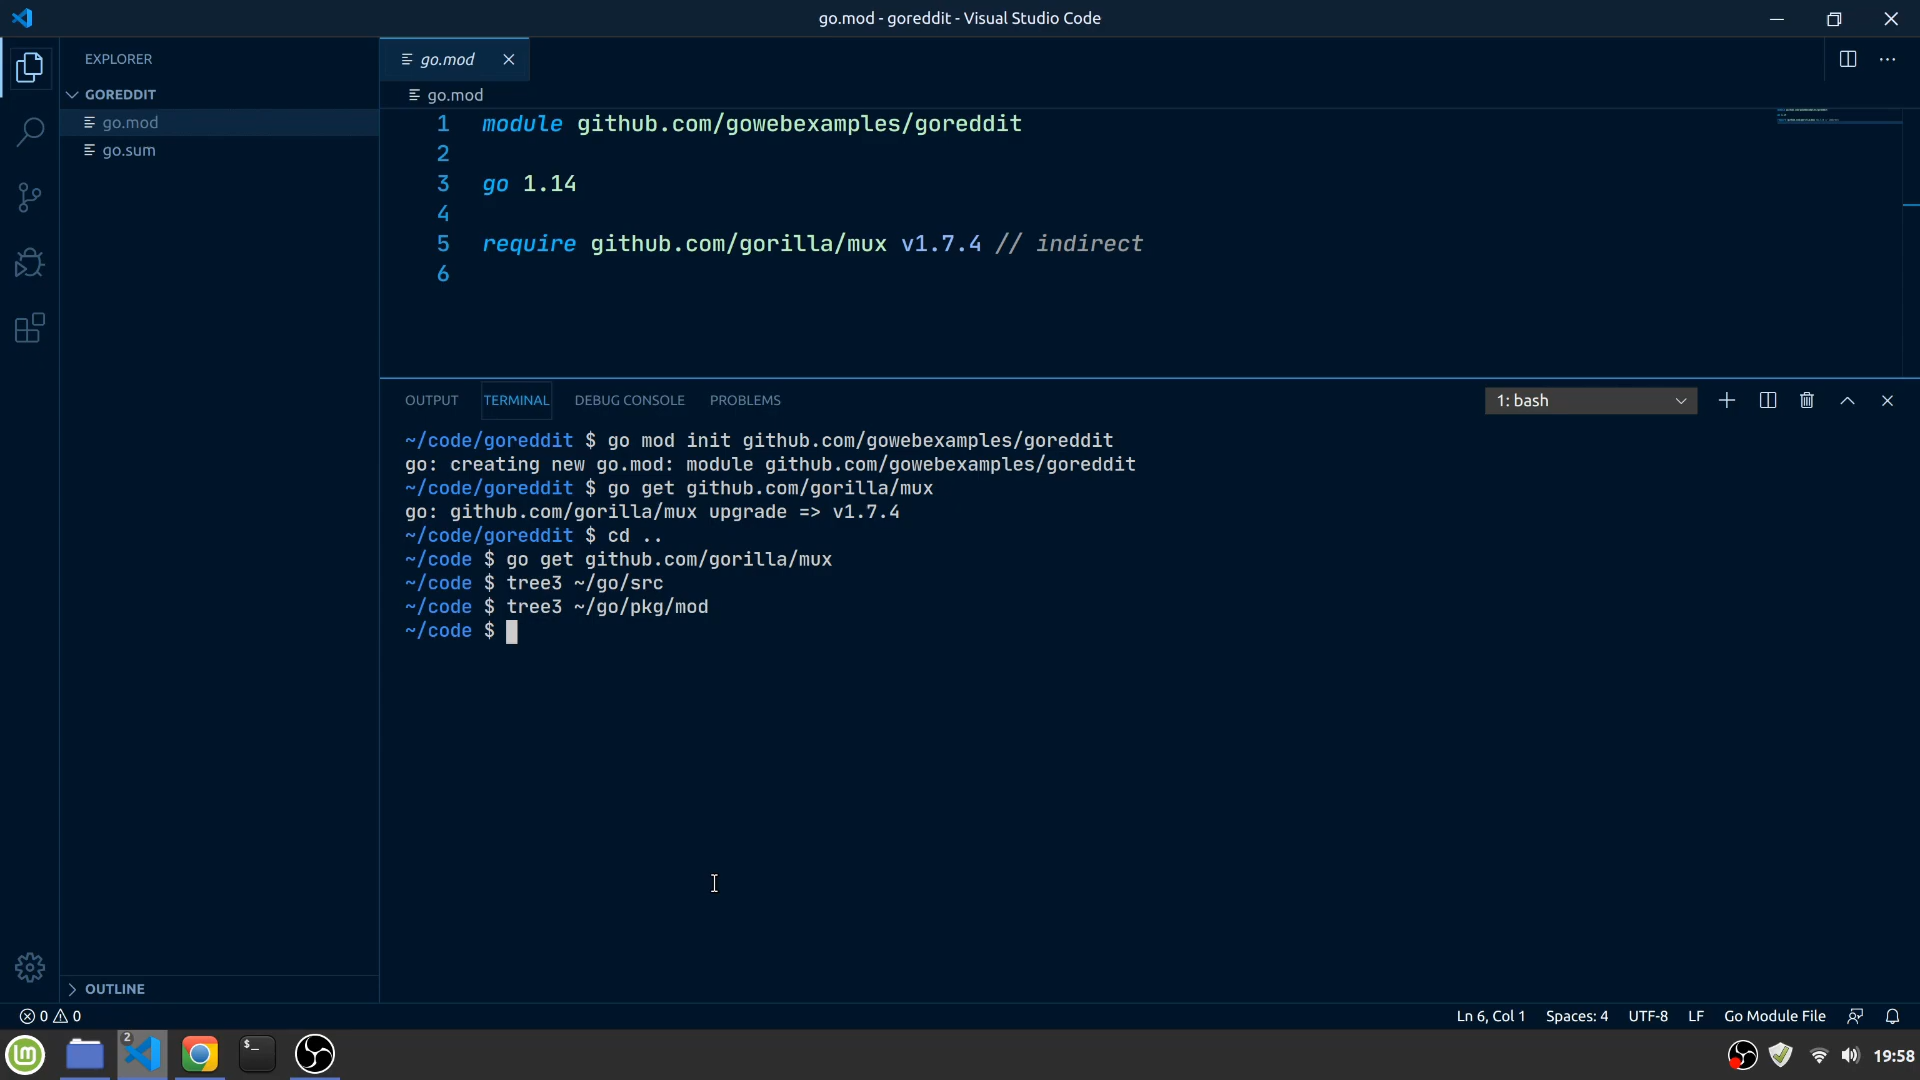 go.mod - goreddit - Visual Studio Code
EXPLORER
GOREDDIT
go.mod
go.sum
OUTLINE
go.mod
go.mod
1 module github.com/gowebexamples/goreddit
2
3 go 1.14
4
5 require github.com/gorilla/mux v1.7.4 // indirect
6
OUTPUT TERMINAL DEBUG CONSOLE PROBLEMS 1: bash
~/code/goreddit $ go mod init github.com/gowebexamples/goreddit
go: creating new go.mod: module github.com/gowebexamples/goreddit
~/code/goreddit $ go get github.com/gorilla/mux
go: github.com/gorilla/mux upgrade => v1.7.4
~/code/goreddit $ cd ..
~/code $ go get github.com/gorilla/mux
~/code $ tree3 ~/go/src
~/code $ tree3 ~/go/pkg/mod
~/code $
0 0 Ln 6, Col 1 Spaces: 4 UTF-8 LF Go Module File
2 $_ 19:58